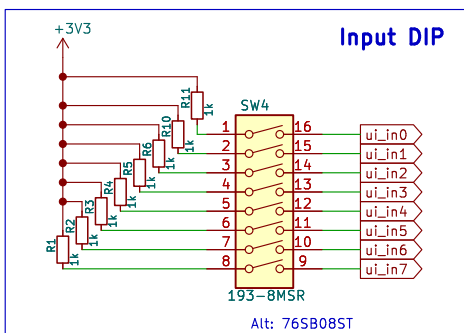 +3V3
Input DIP
SW4
R11
1k
R10
1k
R6
1k
R5
1k
R4
1k
R3
1k
R2
1k
R1
1k
1 16 ui_in0
2 15 ui_in1
3 14 ui_in2
4 13 ui_in3
5 12 ui_in4
6 11 ui_in5
7 10 ui_in6
8 9 ui_in7
193-8MSR
Alt: 76SB08ST